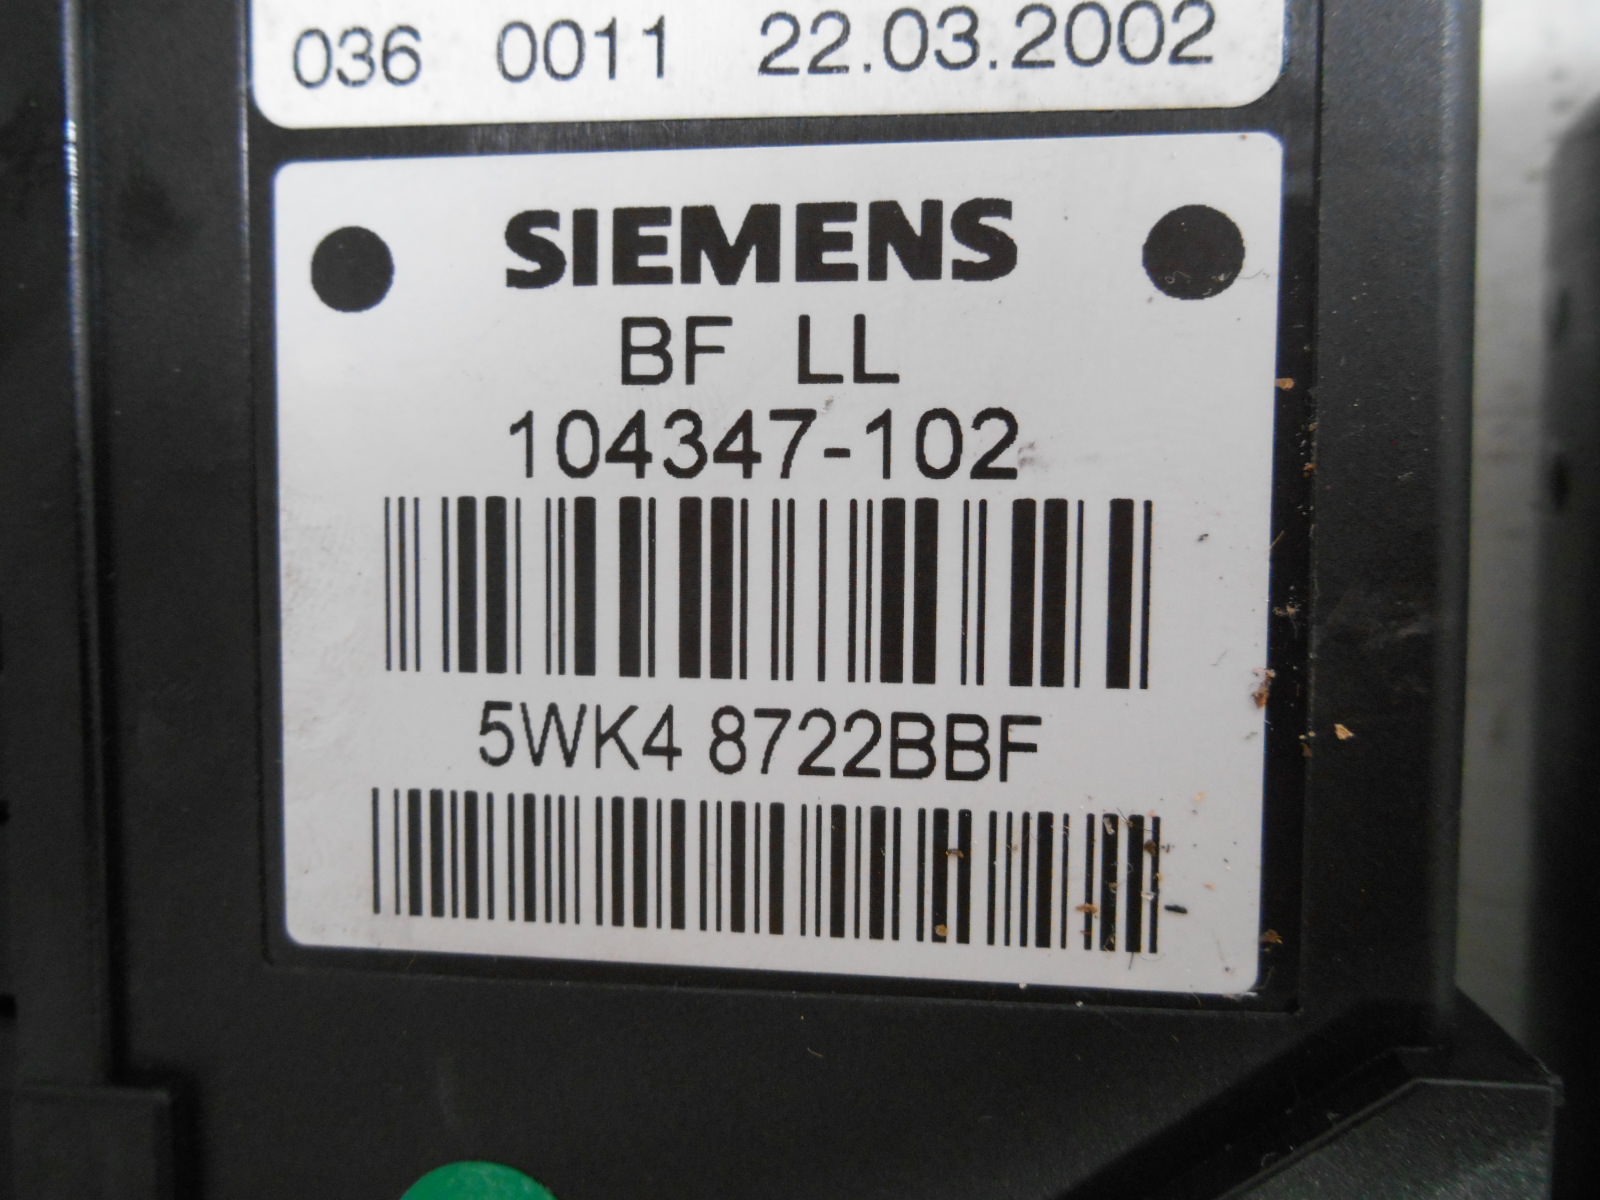 036 0011 22.03.2002
SIEMENS
BF LL
104347-102
5WK4 8722BBF